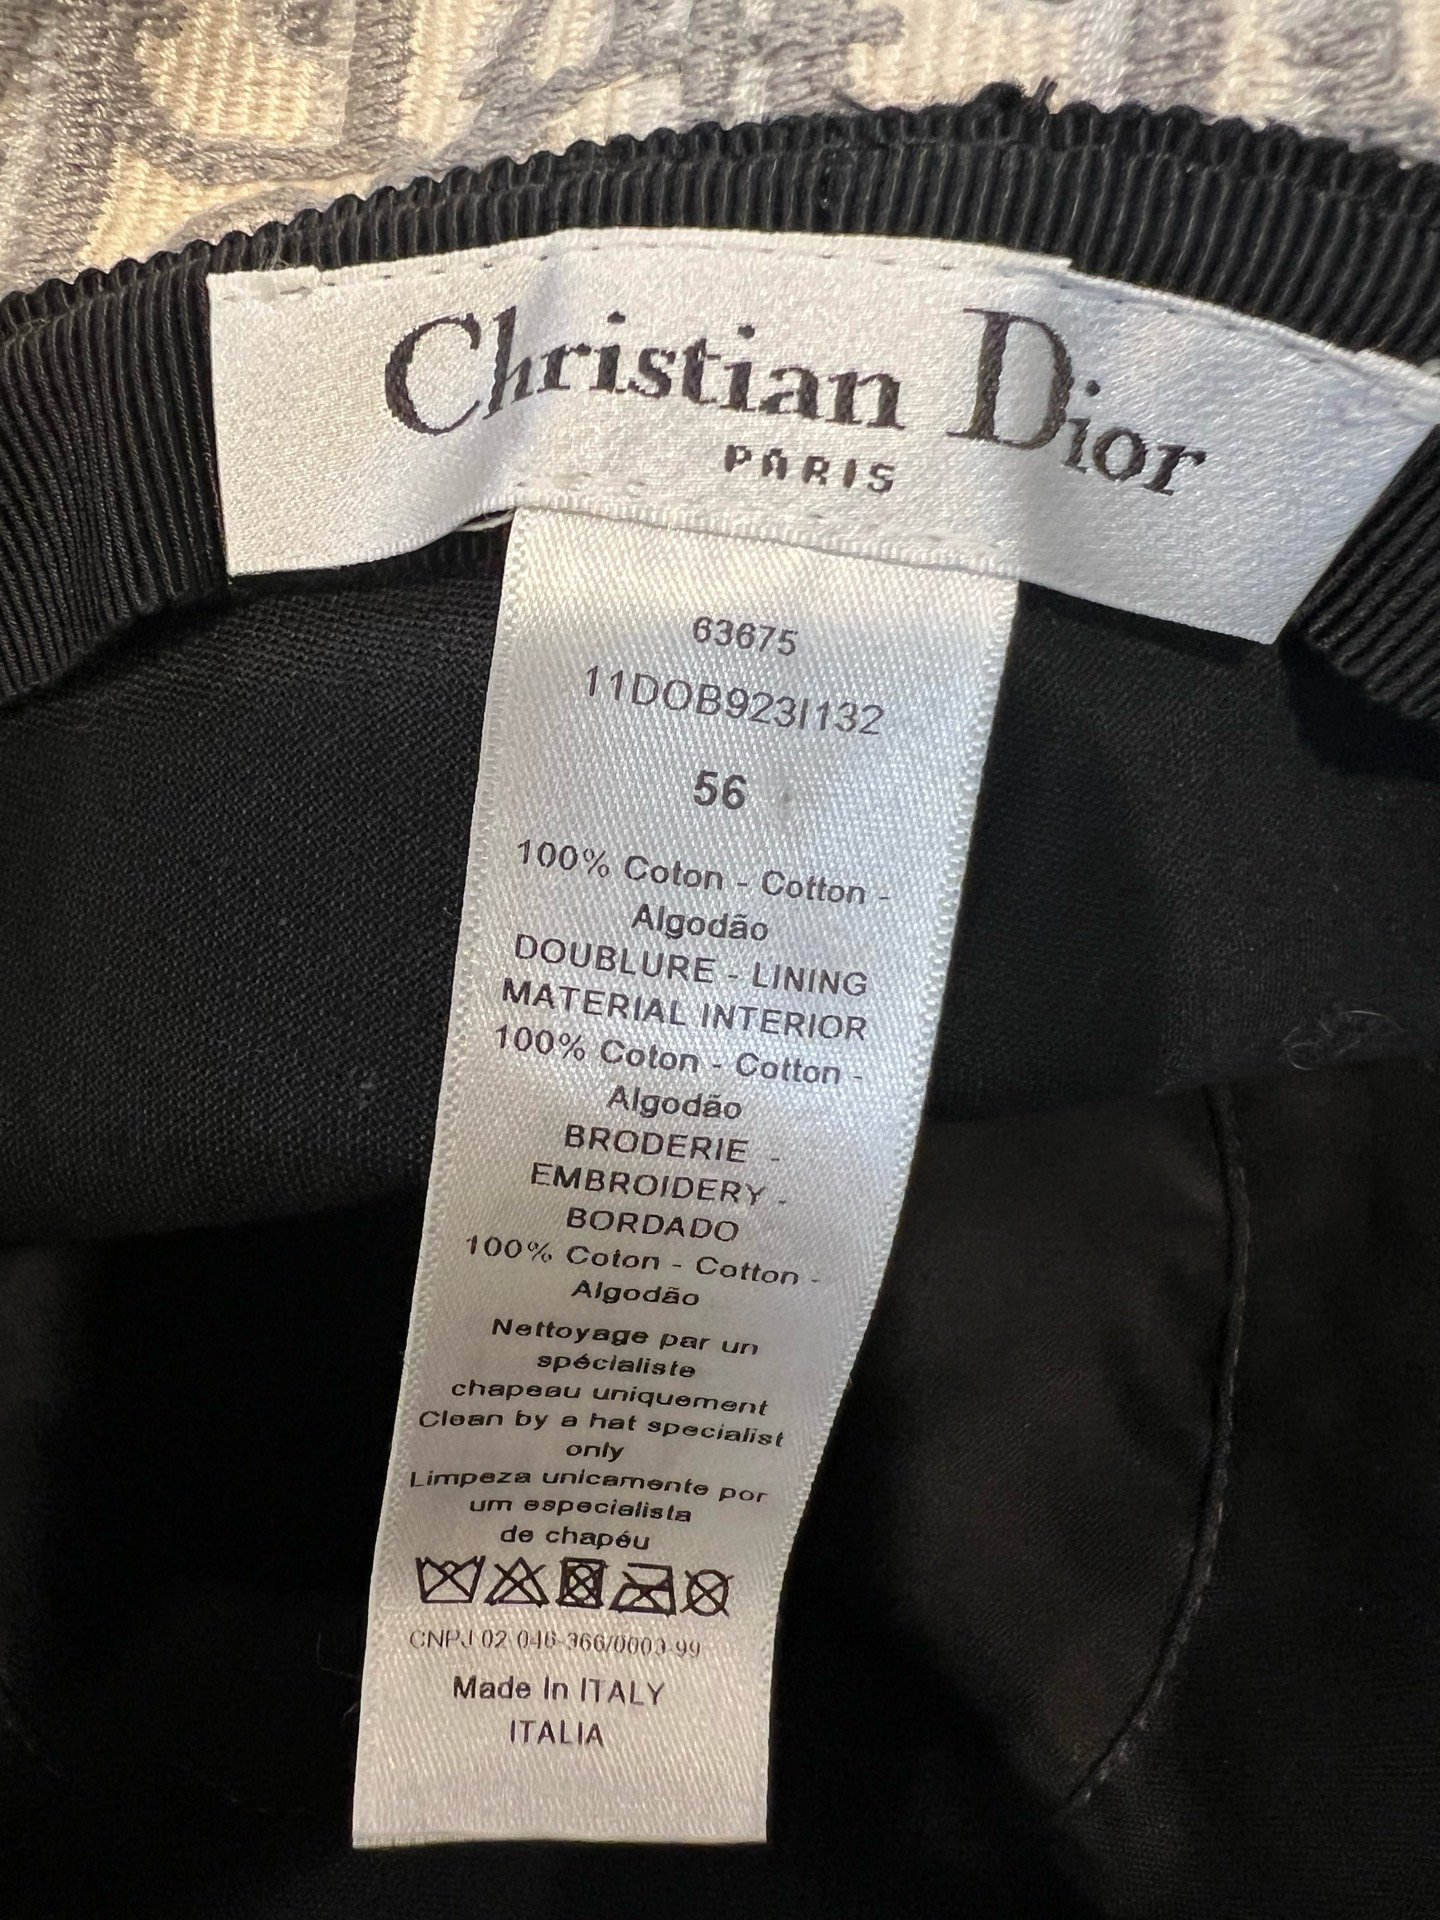 Christian Dior
PARIS
63675
11DOB923I132
56
100% Coton - Cotton -
Algodão
DOUBLURE - LINING
MATERIAL INTERIOR
100% Coton - Cotton -
Algodão
BRODERIE -
EMBROIDERY -
BORDADO
100% Coton - Cotton -
Algodão
Nettoyage par un
spécialiste
chapeau uniquement
Clean by a hat specialist
only
Limpeza unicamente por
um especialista
de chapéu
CNPJ 02 046-366/0003-99
Made In ITALY
ITALIA